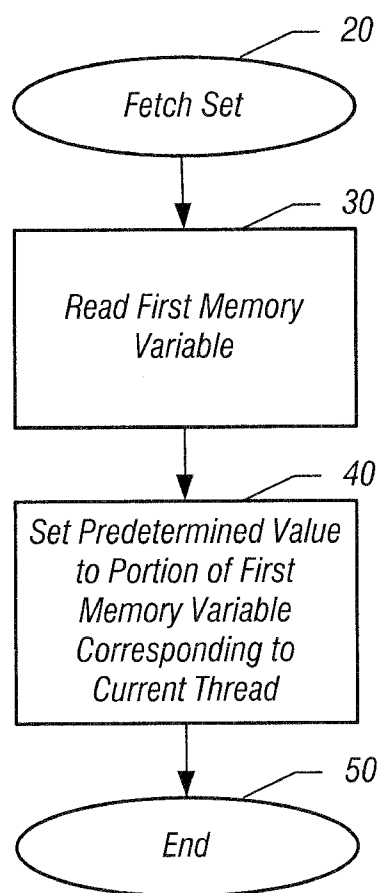 20
Fetch Set
30
Read First Memory
Variable
40
Set Predetermined Value
to Portion of First
Memory Variable
Corresponding to
Current Thread
50
End